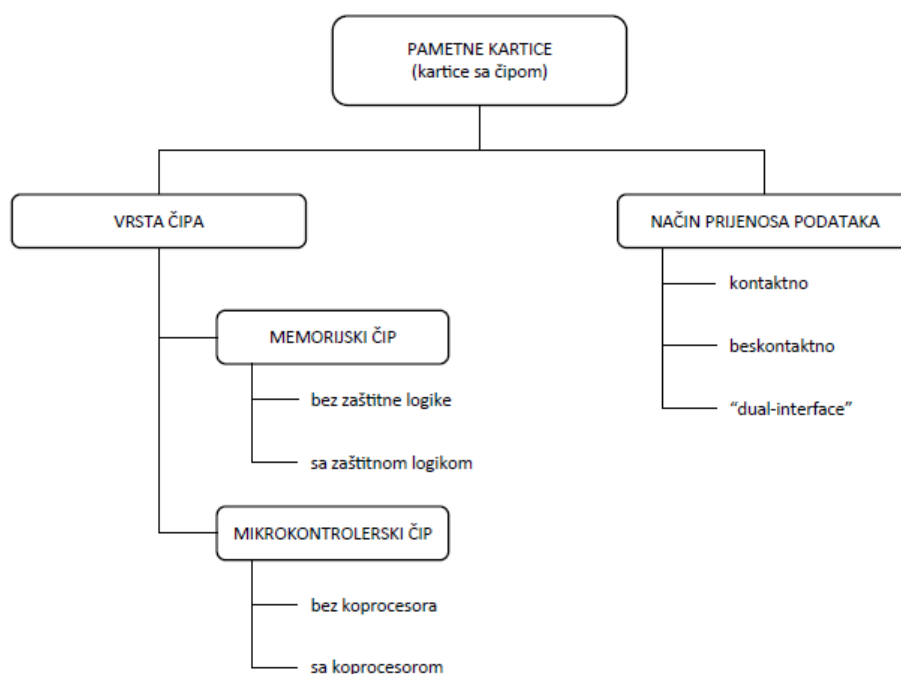 PAMETNE KARTICE
(kartice sa čipom)
VRSTA ČIPA
NAČIN PRIJENOSA PODATAKA
kontaktno
MEMORIJSKI ČIP
beskontaktno
bez zaštitne logike
“dual-interface”
sa zaštitnom logikom
MIKROKONTROLERSKI ČIP
bez koprocesora
sa koprocesorom